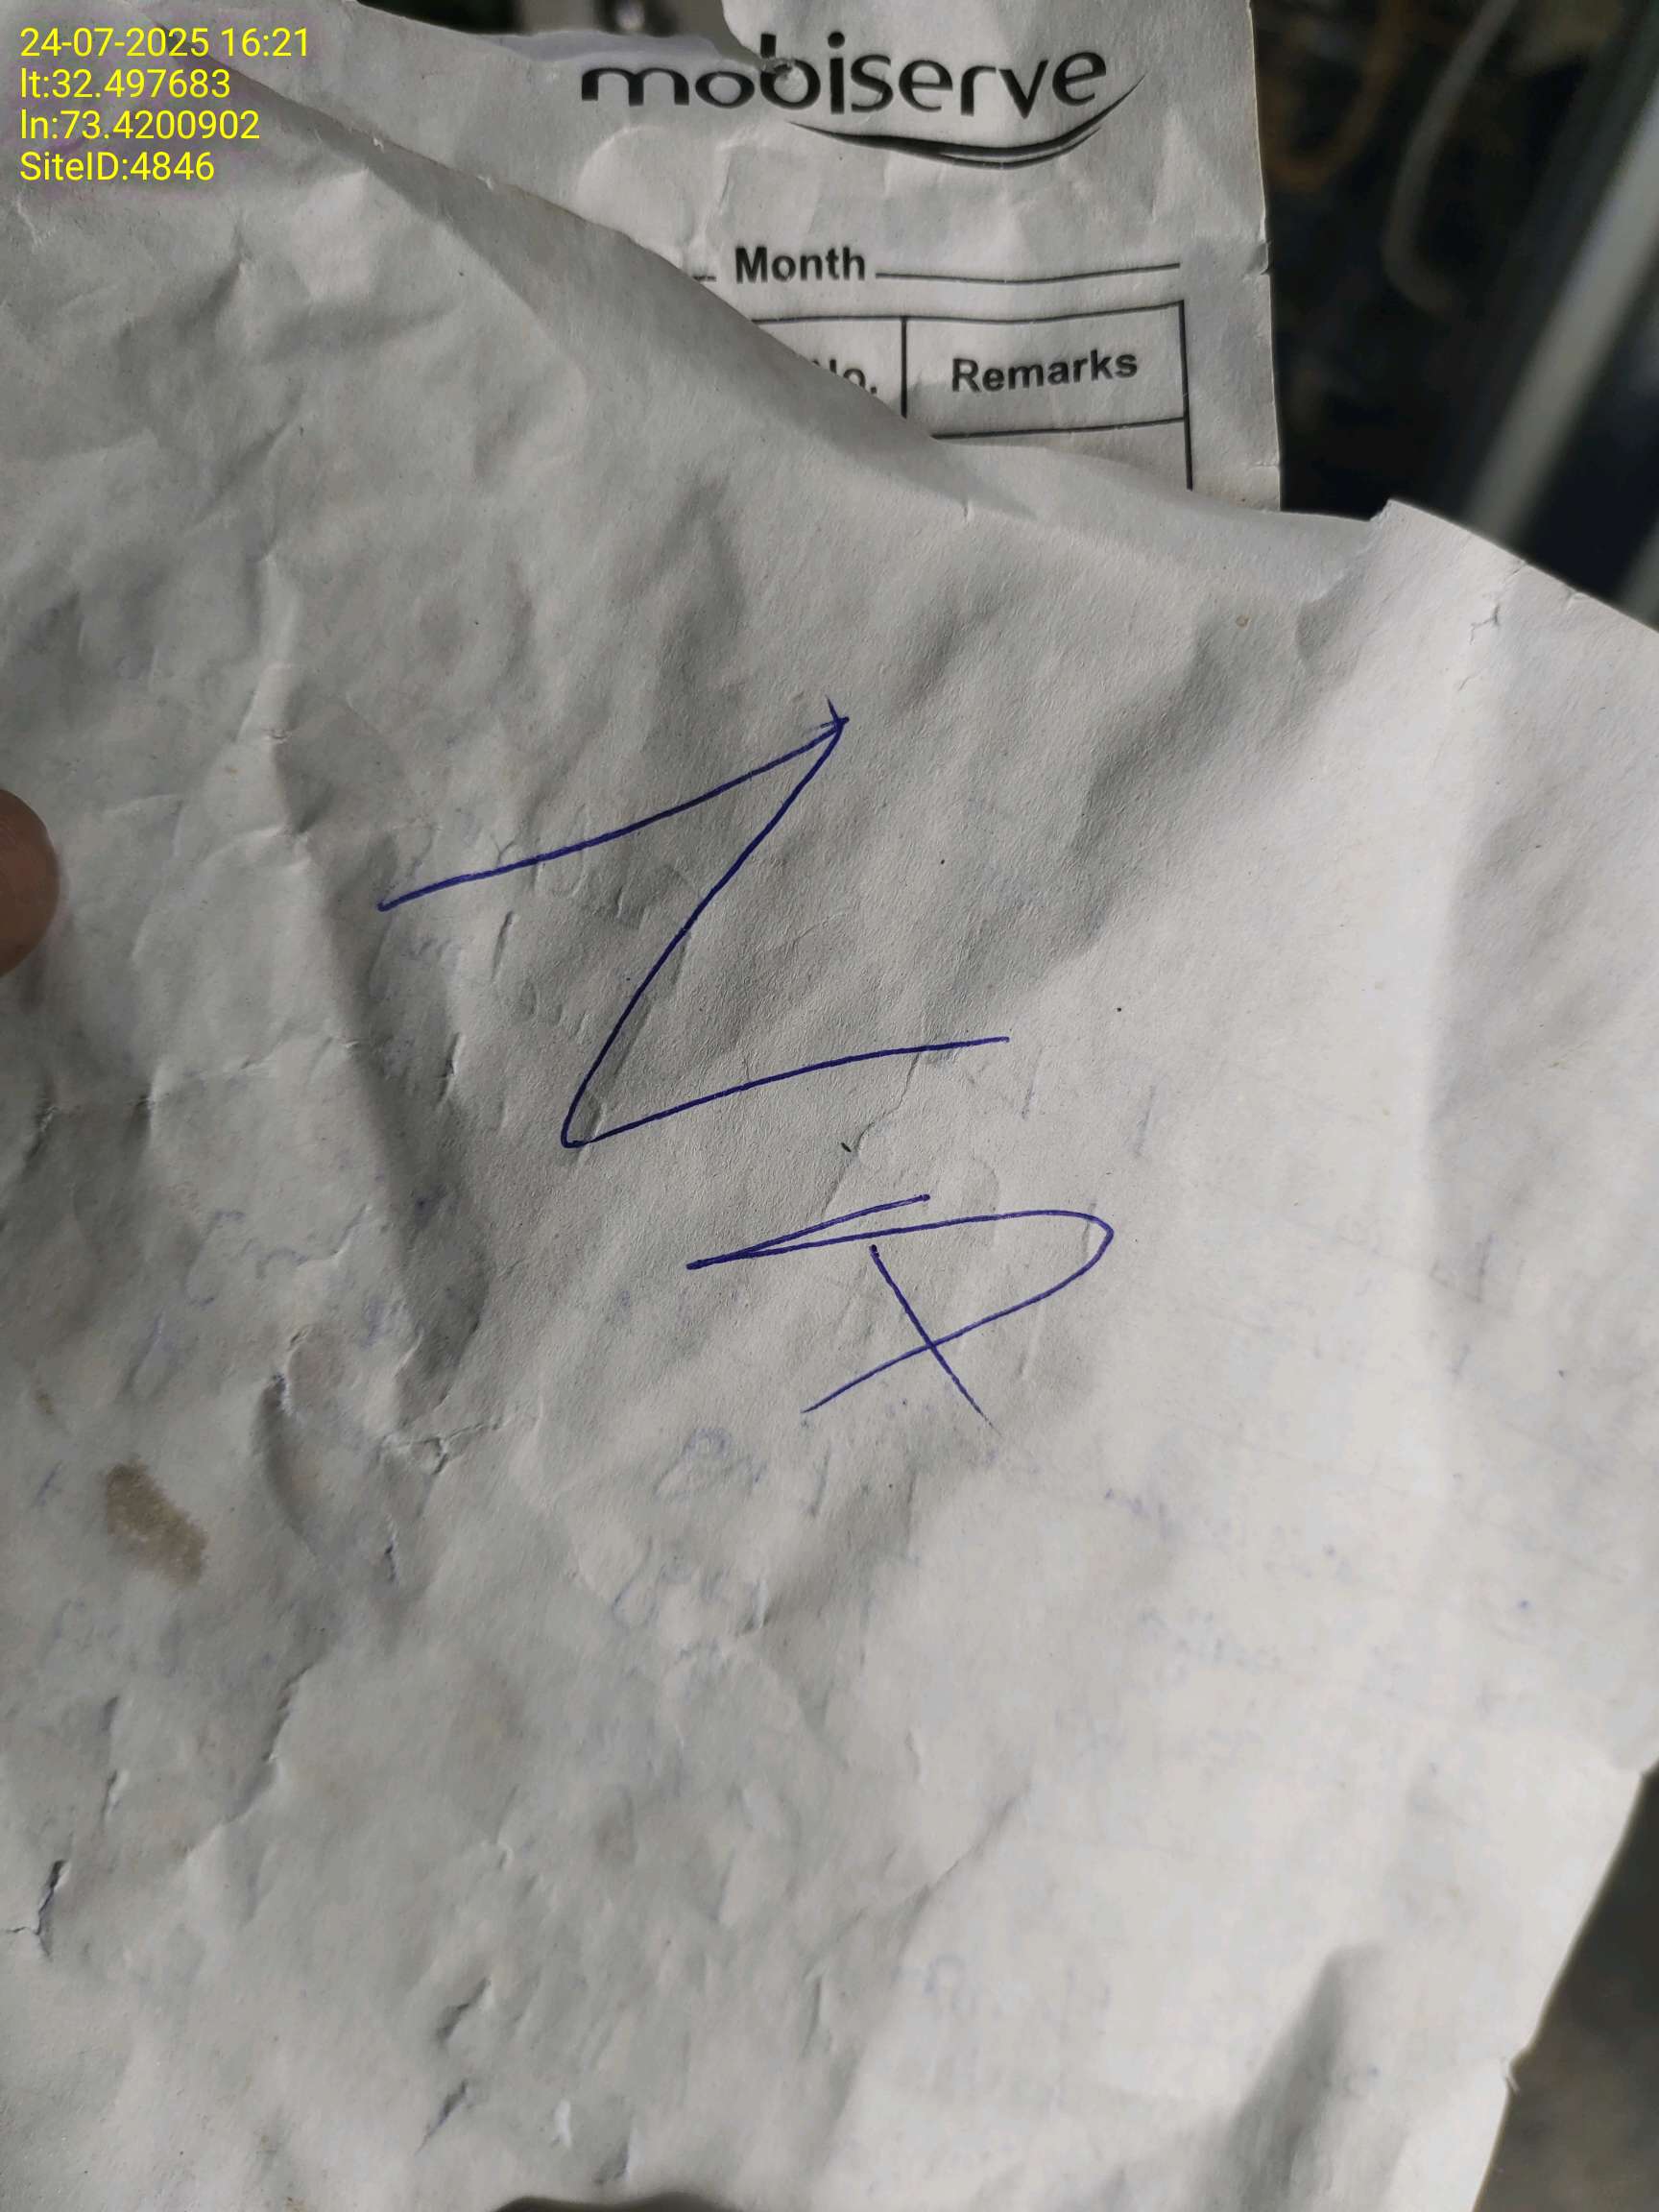 24-07-2025 16:21
lt:32.497683
ln:73.4200902
SiteID:4846
mobiserve
Month
Remarks
Z